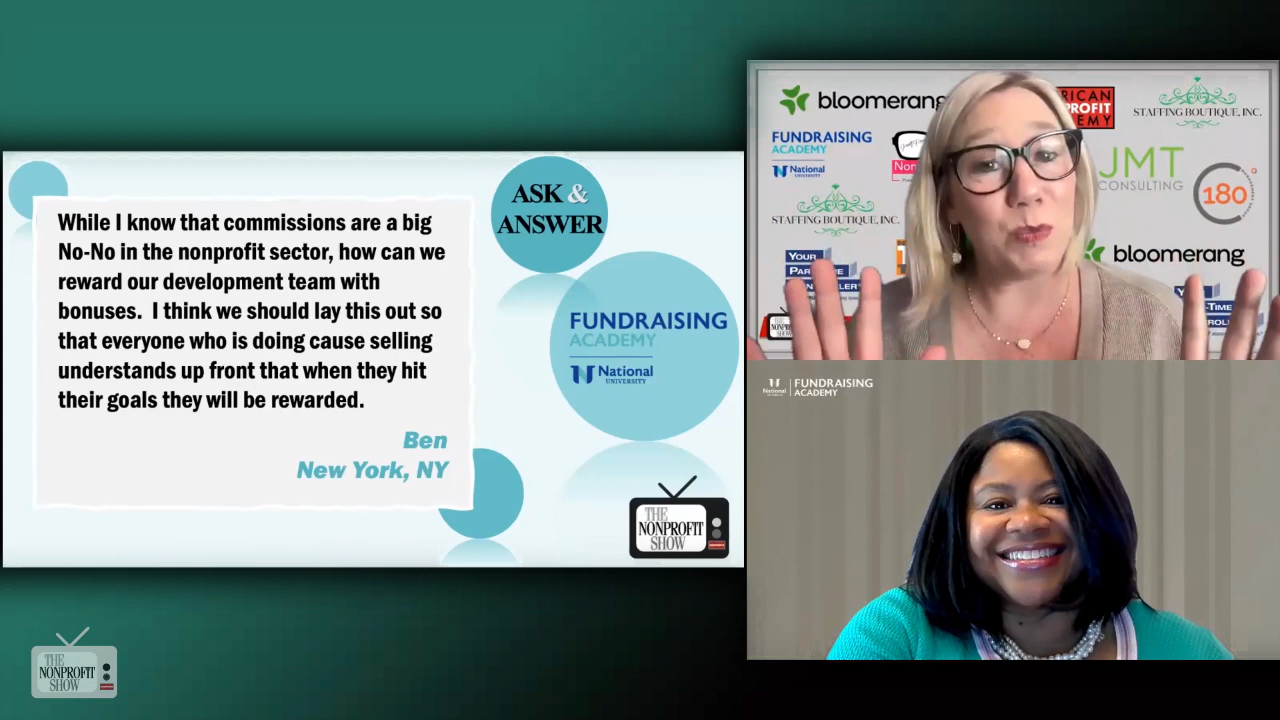 While I know that commissions are a big
No-No in the nonprofit sector, how can we
reward our development team with
bonuses. I think we should lay this out so
that everyone who is doing cause selling
understands up front that when they hit
their goals they will be rewarded.
Ben
New York, NY
ASK &
ANSWER
FUNDRAISING
ACADEMY
National
UNIVERSITY
THE
NONPROFIT
SHOW
THE
NONPROFIT
SHOW
bloomerang
STAFFING BOUTIQUE, INC.
FUNDRAISING
ACADEMY
National
UNIVERSITY
JMT
CONSULTING
180
STAFFING BOUTIQUE, INC.
YOUR
bloomerang
National
FUNDRAISING
ACADEMY